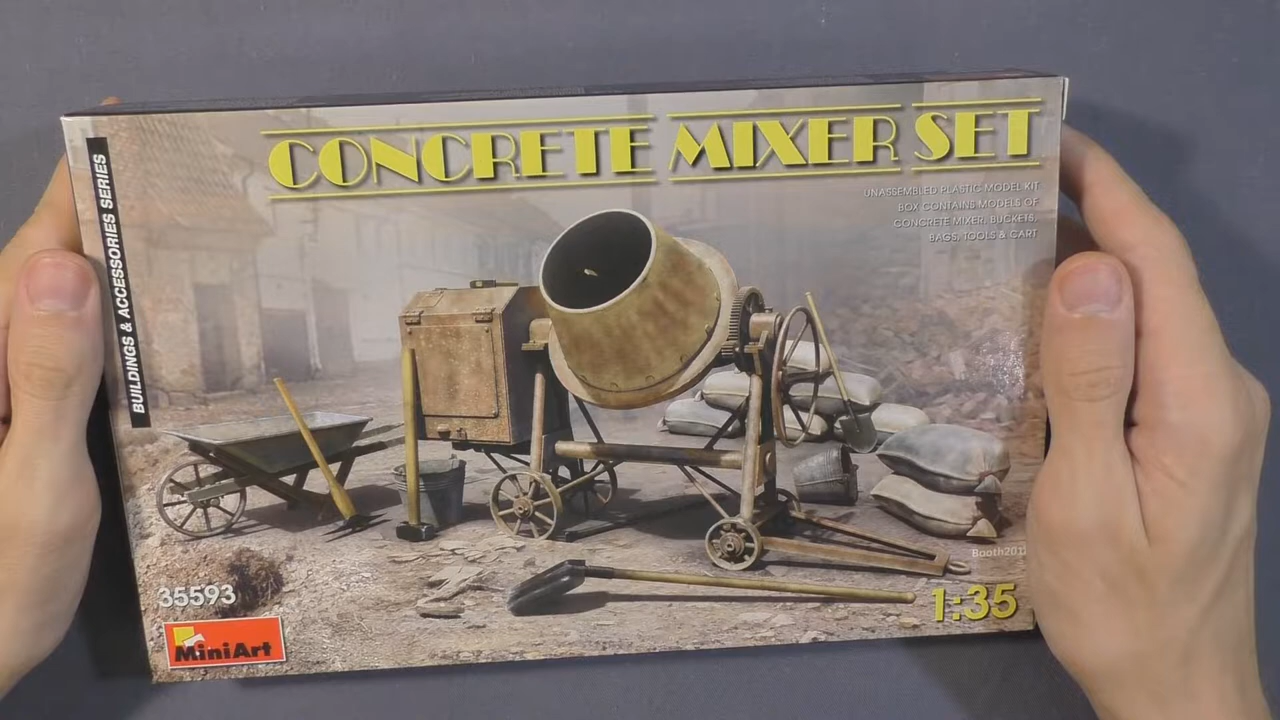 CONCRETE MIXER SET
UNASSEMBLED PLASTIC MODEL KIT
BOX CONTAINS MODELS OF
CONCRETE MIXER, BUCKETS,
BAGS, TOOLS & CART
BUILDINGS & ACCESSORIES SERIES
35593
MiniArt
1:35